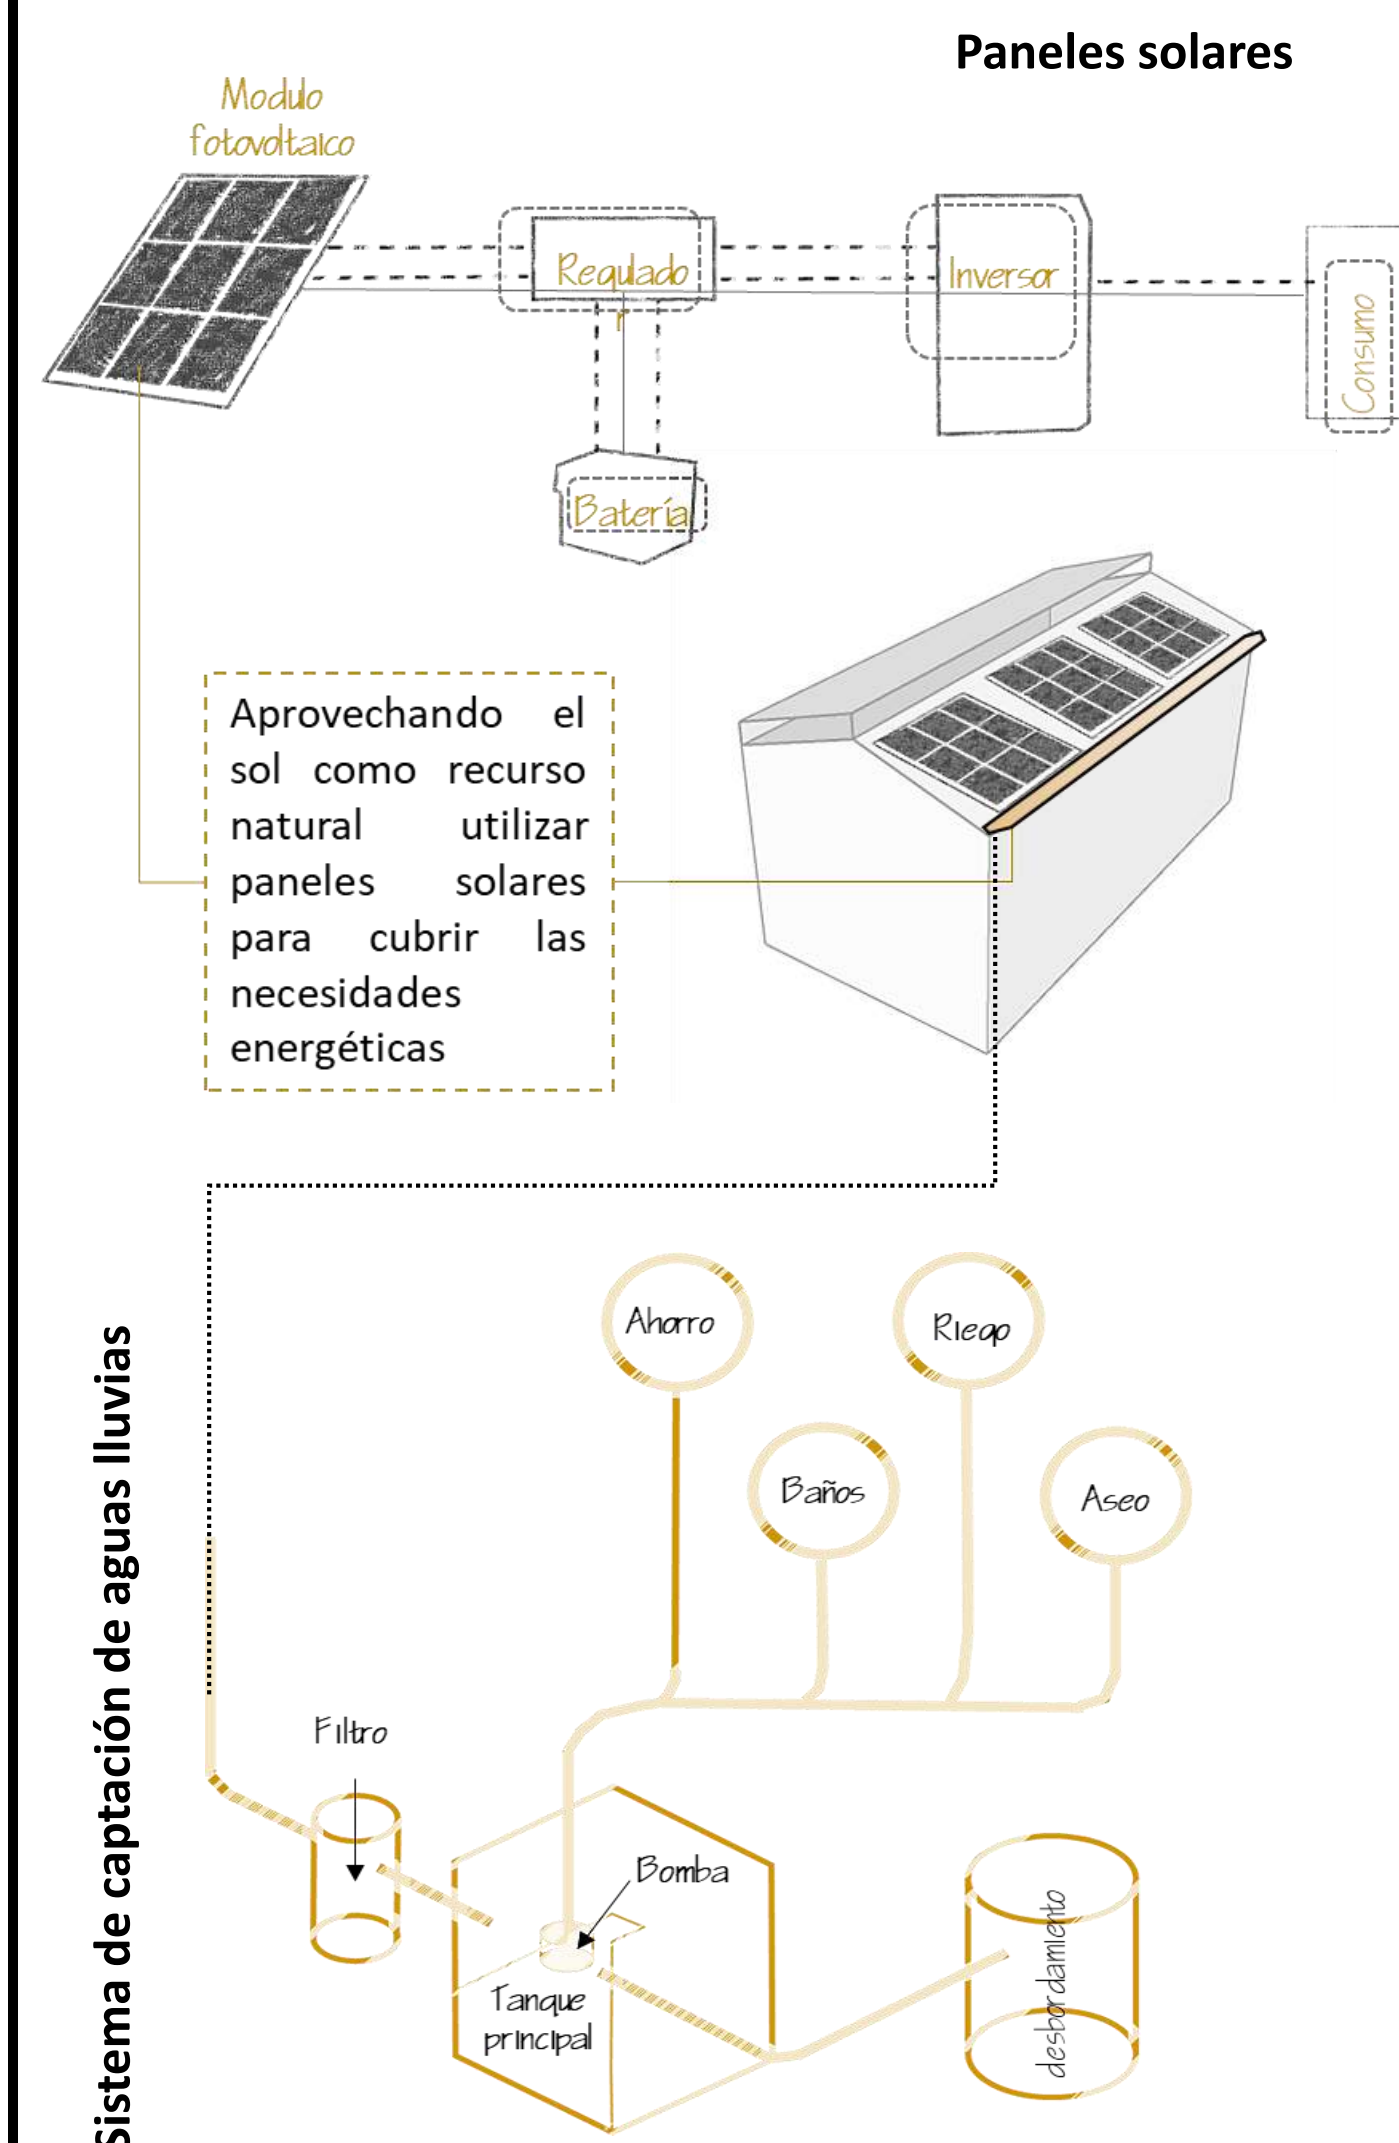 Paneles solares
Modulo
fotovoltaico
Regulado
r
Inversor
Consumo
Batería
Aprovechando el
sol como recurso
natural utilizar
paneles solares
para cubrir las
necesidades
energéticas
Sistema de captación de aguas lluvias
Ahorro
Riego
Baños
Aseo
Filtro
Bomba
Tanque
principal
desbordamiento